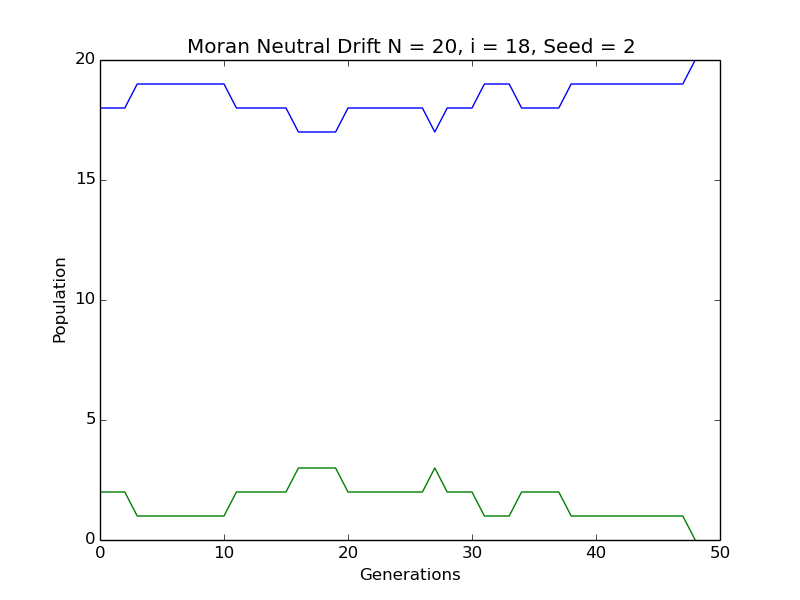 Moran Neutral Drift N = 20, i = 18, Seed = 2
20
15
10
5
0
Population
0 10 20 30 40 50
Generations